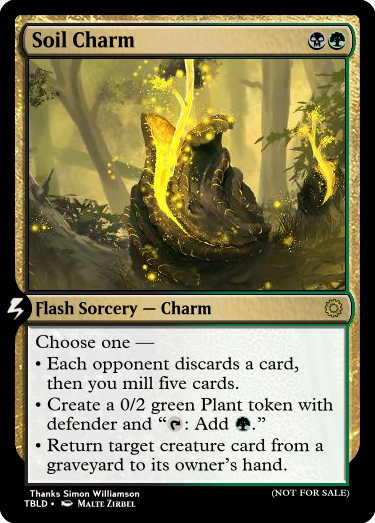 Soil Charm
Flash Sorcery — Charm
Choose one —
• Each opponent discards a card,
then you mill five cards.
• Create a 0/2 green Plant token with
defender and “: Add .”
• Return target creature card from a
graveyard to its owner's hand.
Thanks Simon Williamson
(NOT FOR SALE)
TBLD • Malte Zirbel